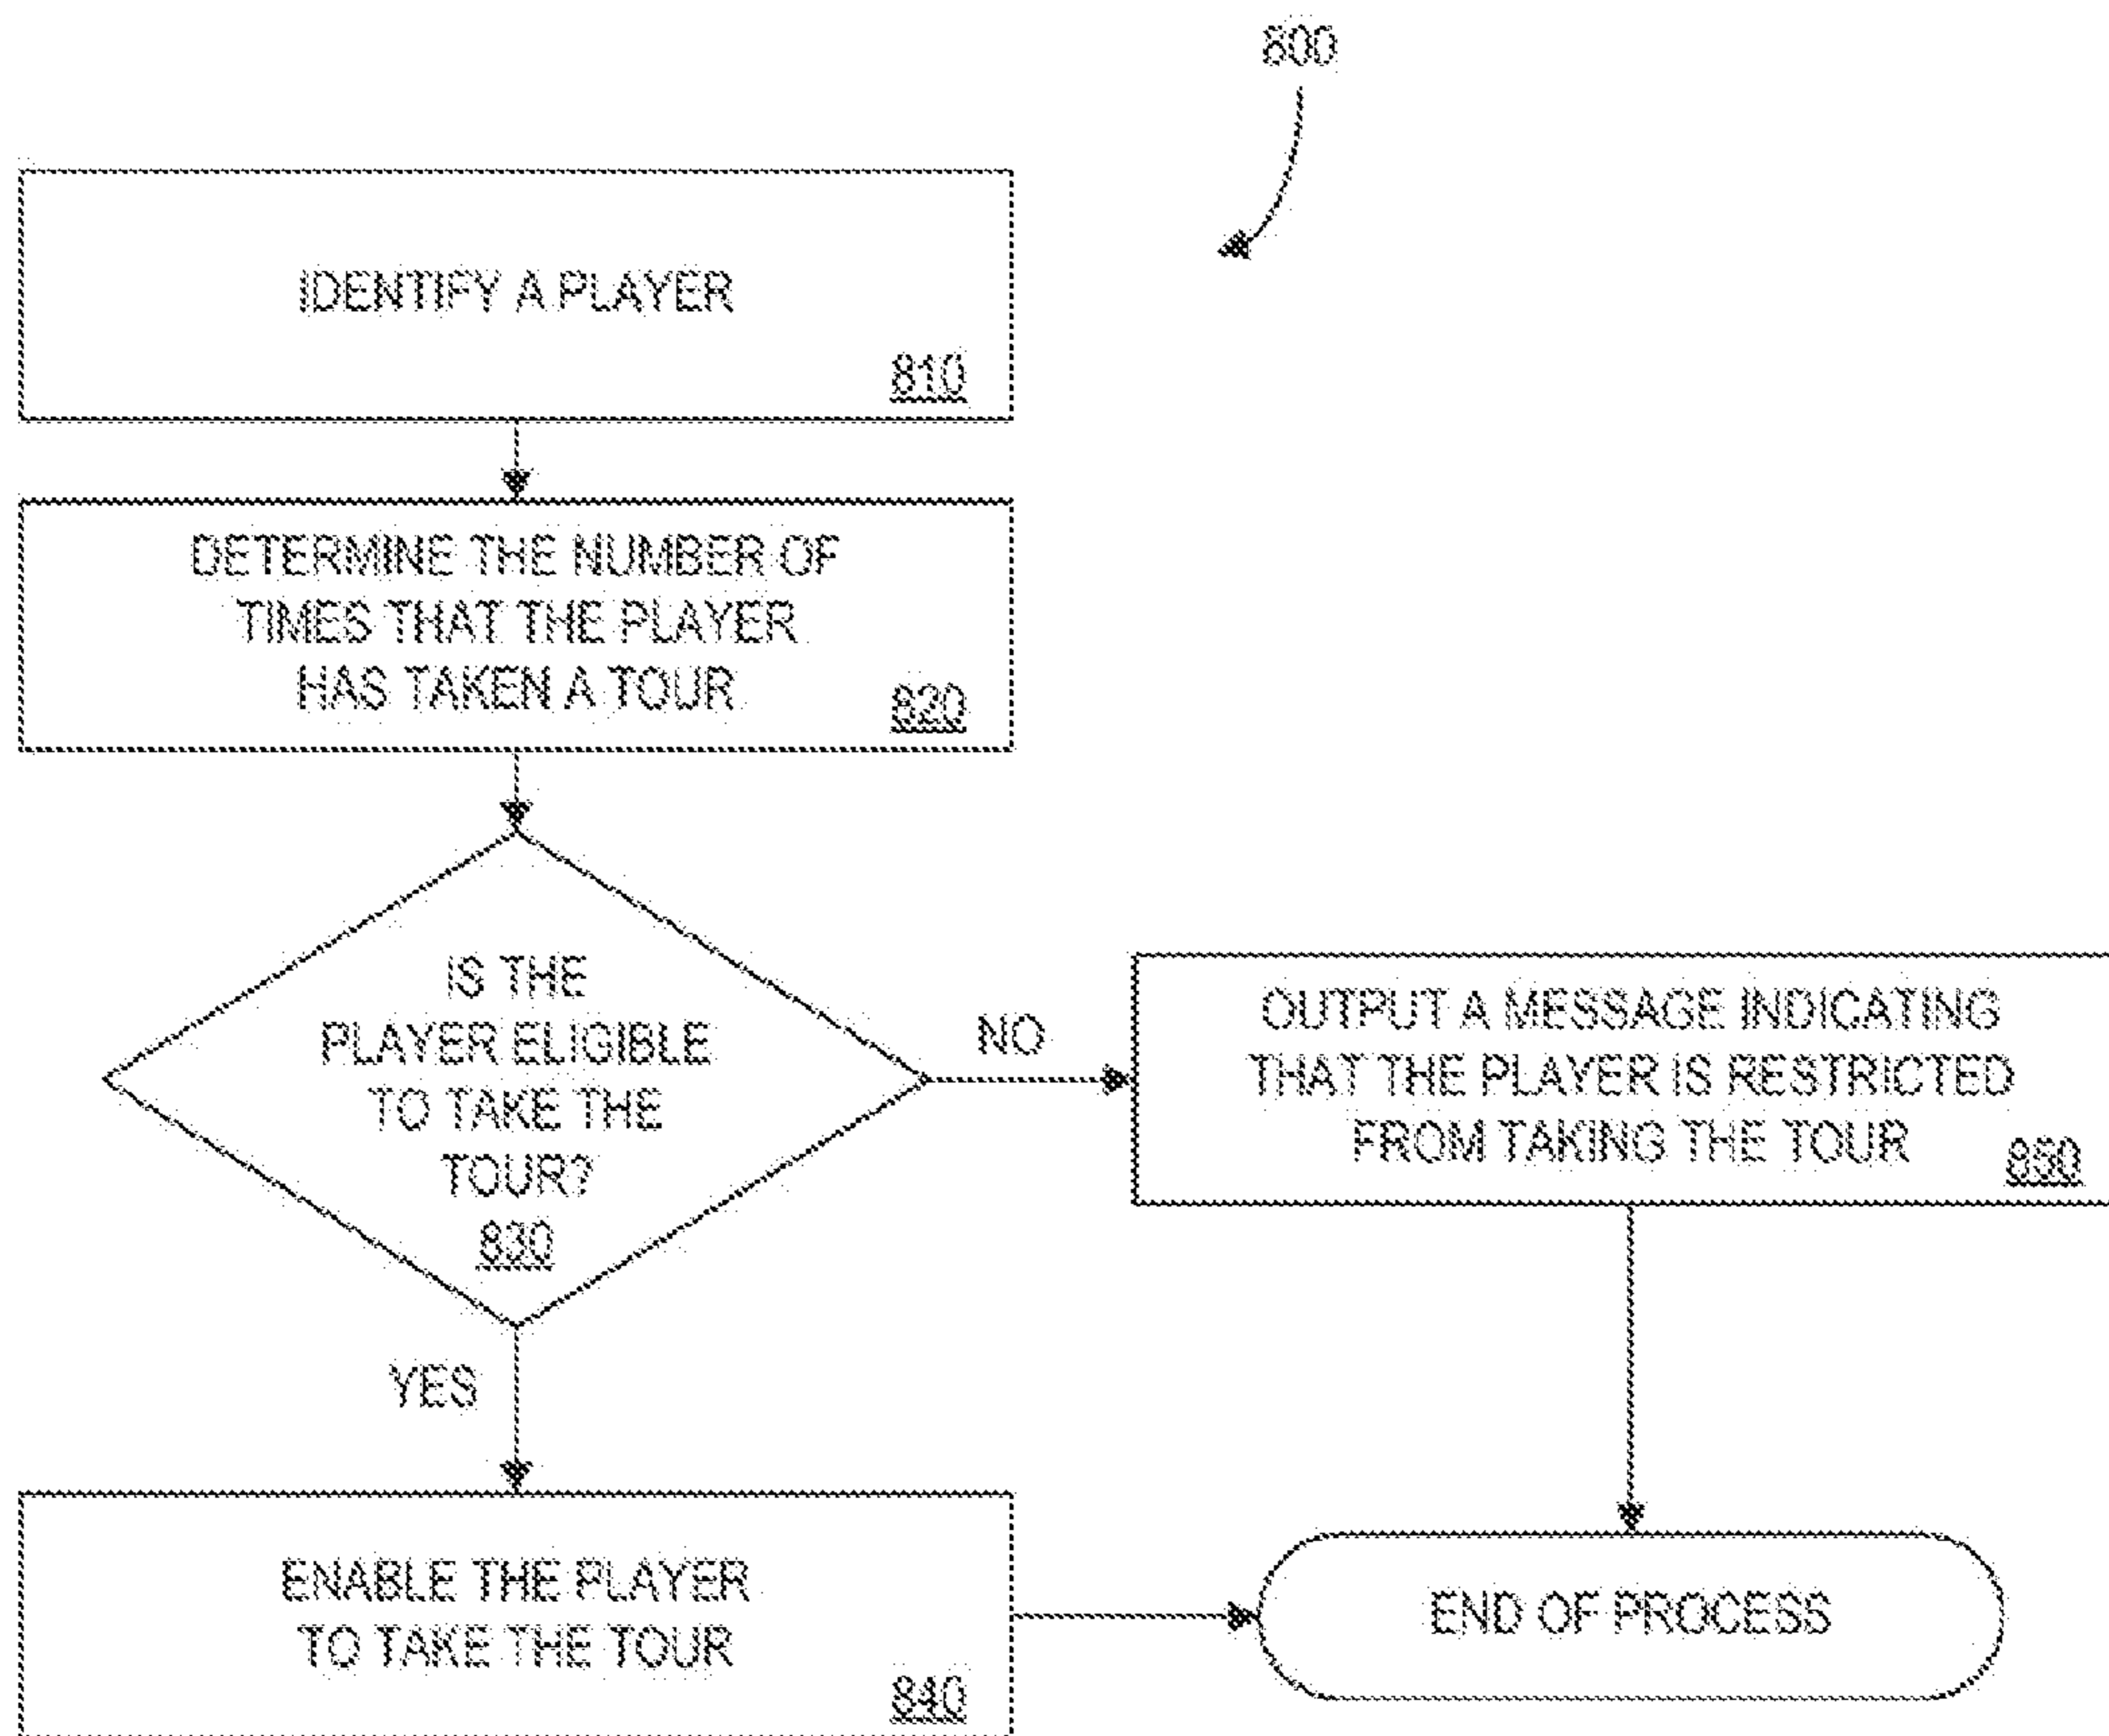 800
IDENTIFY A PLAYER
810
DETERMINE THE NUMBER OF
TIMES THAT THE PLAYER
HAS TAKEN A TOUR
820
IS THE
PLAYER ELIGIBLE
TO TAKE THE
TOUR?
830
NO
OUTPUT A MESSAGE INDICATING
THAT THE PLAYER IS RESTRICTED
FROM TAKING THE TOUR
850
YES
ENABLE THE PLAYER
TO TAKE THE TOUR
840
END OF PROCESS